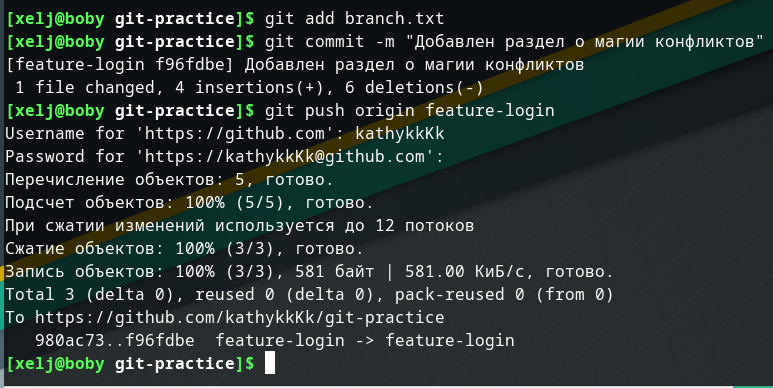 [xelj@boby git-practice]$ git add branch.txt
[xelj@boby git-practice]$ git commit -m "Добавлен раздел о магии конфликтов"
[feature-login f96fdbe] Добавлен раздел о магии конфликтов
 1 file changed, 4 insertions(+), 6 deletions(-)
[xelj@boby git-practice]$ git push origin feature-login
Username for 'https://github.com': kathykkKk
Password for 'https://kathykkKk@github.com':
Перечисление объектов: 5, готово.
Подсчет объектов: 100% (5/5), готово.
При сжатии изменений используется до 12 потоков
Сжатие объектов: 100% (3/3), готово.
Запись объектов: 100% (3/3), 581 байт | 581.00 КиБ/с, готово.
Total 3 (delta 0), reused 0 (delta 0), pack-reused 0 (from 0)
To https://github.com/kathykkKk/git-practice
   980ac73..f96fdbe  feature-login -> feature-login
[xelj@boby git-practice]$